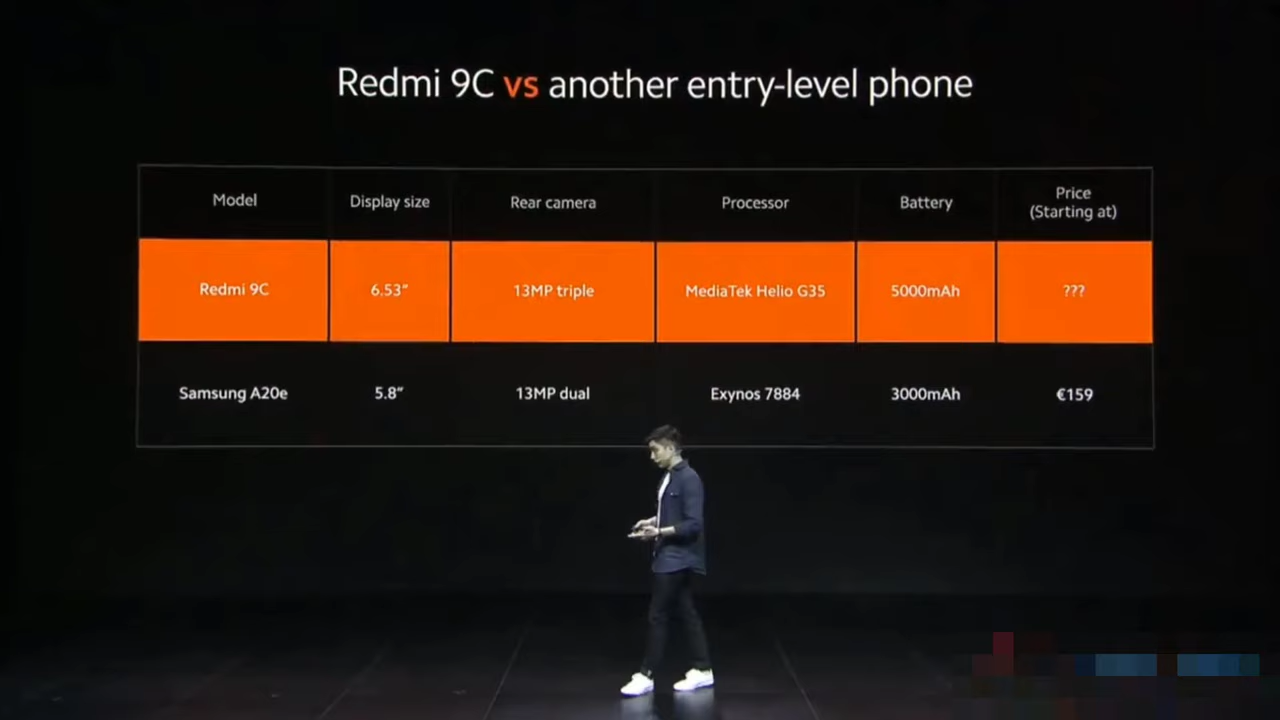 Redmi 9C vs another entry-level phone
Model Display size Rear camera Processor Battery Price (Starting at)
Redmi 9C 6.53″ 13MP triple MediaTek Helio G35 5000mAh ???
Samsung A20e 5.8″ 13MP dual Exynos 7884 3000mAh €159